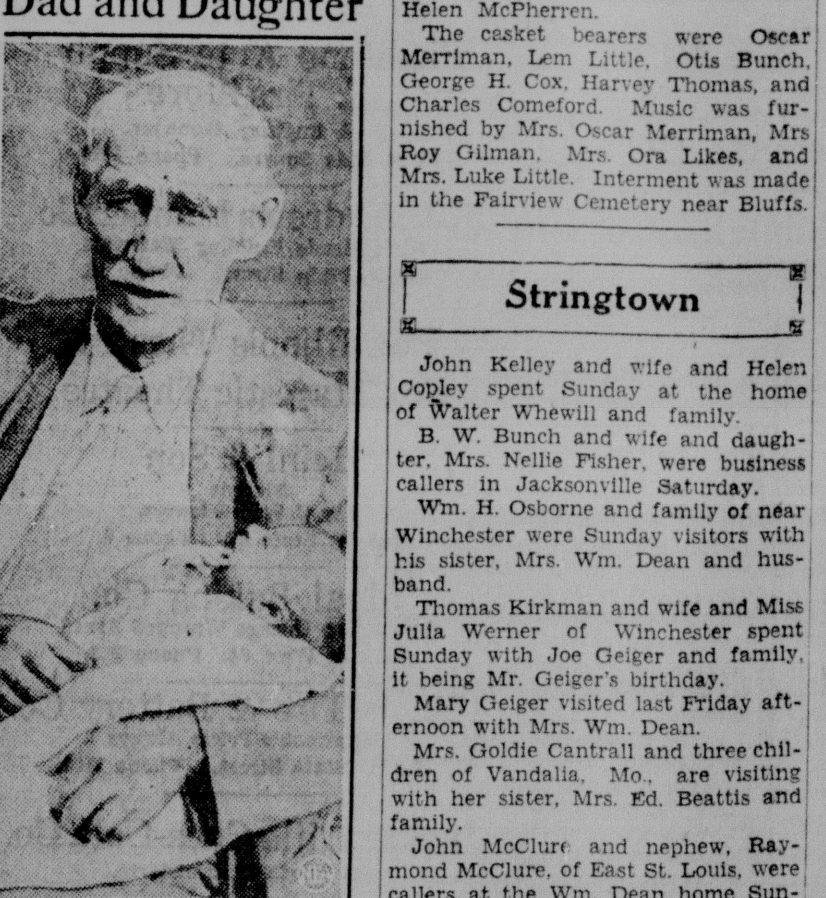 Dad and Daughter
Helen McPherren.
The casket bearers were Oscar
Merriman, Lem Little, Otis Bunch,
George H. Cox, Harvey Thomas, and
Charles Comeford. Music was fur-
nished by Mrs. Oscar Merriman, Mrs
Roy Gilman, Mrs. Ora Likes, and
Mrs. Luke Little. Interment was made
in the Fairview Cemetery near Bluffs.
Stringtown
John Kelley and wife and Helen
Copley spent Sunday at the home
of Walter Whewill and family.
B. W. Bunch and wife and daugh-
ter, Mrs. Nellie Fisher, were business
callers in Jacksonville Saturday.
Wm. H. Osborne and family of near
Winchester were Sunday visitors with
his sister, Mrs. Wm. Dean and hus-
band.
Thomas Kirkman and wife and Miss
Julia Werner of Winchester spent
Sunday with Joe Geiger and family,
it being Mr. Geiger's birthday.
Mary Geiger visited last Friday aft-
ernoon with Mrs. Wm. Dean.
Mrs. Goldie Cantrall and three chil-
dren of Vandalia, Mo., are visiting
with her sister, Mrs. Ed. Beattis and
family.
John McClure and nephew, Ray-
mond McClure, of East St. Louis, were
callers at the Wm. Dean home Sun-